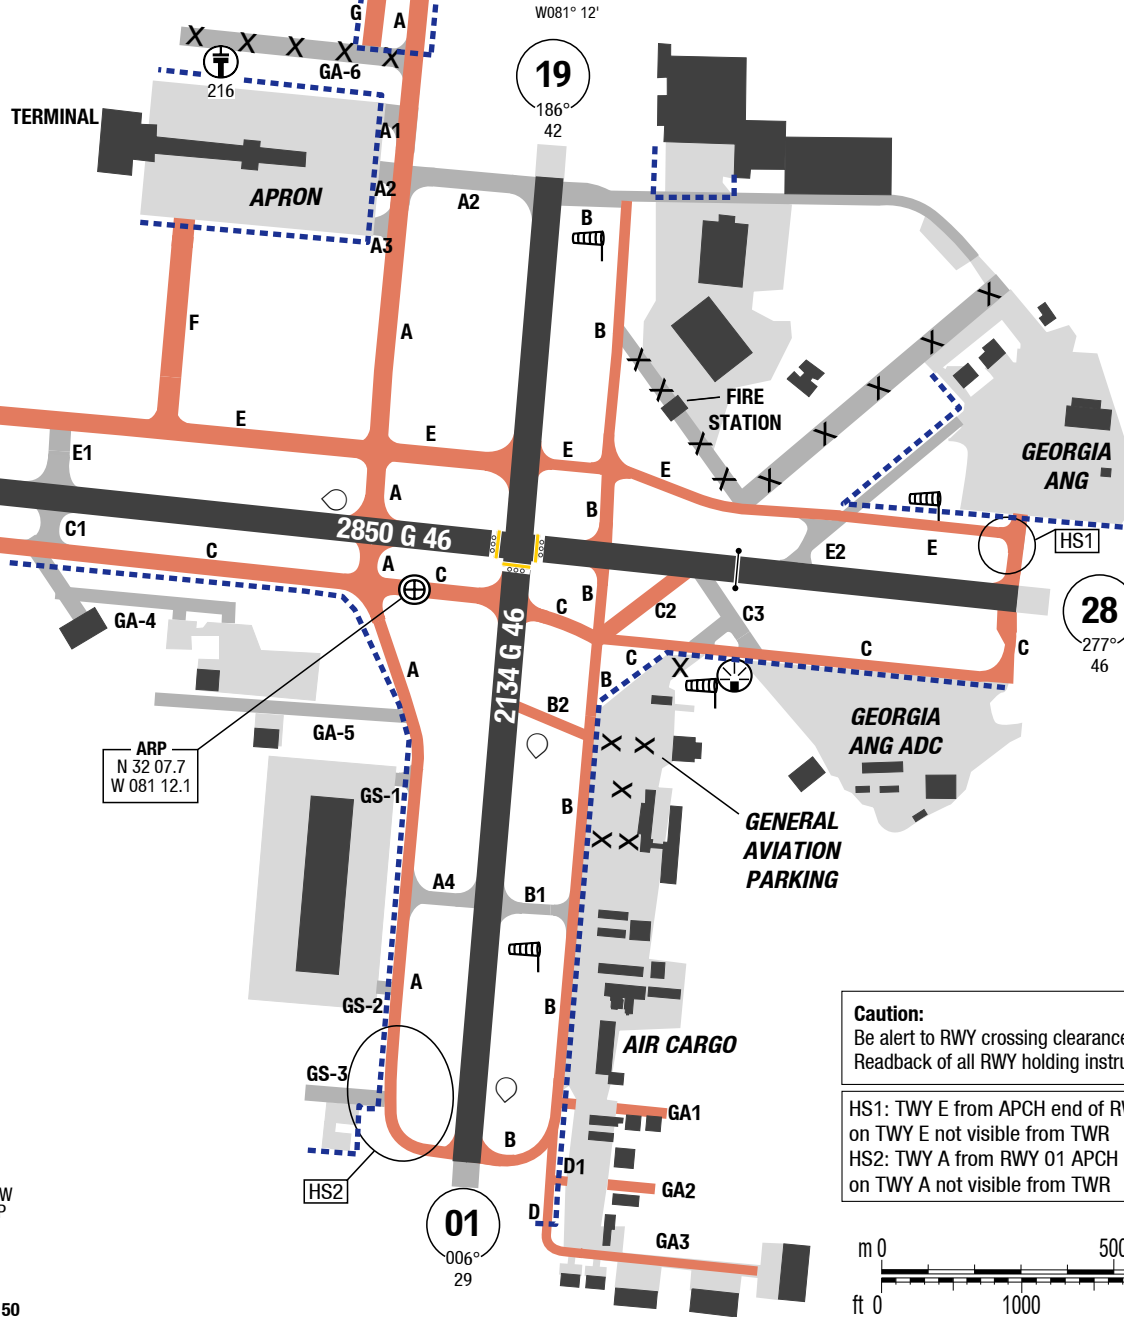 W081° 12'
G
A
19
186°
42
GA-6
216
TERMINAL
A1
APRON
A2
A2
B
A3
F
A
B
FIRE
STATION
GEORGIA
ANG
E
E
E
E
E1
A
B
2850 G 46
C1
C
A
C
E2
E
HS1
B
C2
C3
28
277°
46
GA-4
C
C
C
C
A
B
B2
2134 G 46
GA-5
GEORGIA
ANG ADC
ARP
N 32 07.7
W 081 12.1
GS-1
B
GENERAL
AVIATION
PARKING
A4
B1
A
GS-2
B
AIR CARGO
Caution:
Be alert to RWY crossing clearance
Readback of all RWY holding instru
GS-3
GA1
B
D1
HS1: TWY E from APCH end of RW
on TWY E not visible from TWR
HS2: TWY A from RWY 01 APCH
on TWY A not visible from TWR
HS2
GA2
W
P
D
01
006°
29
GA3
m 0
500
ft 0
1000
50